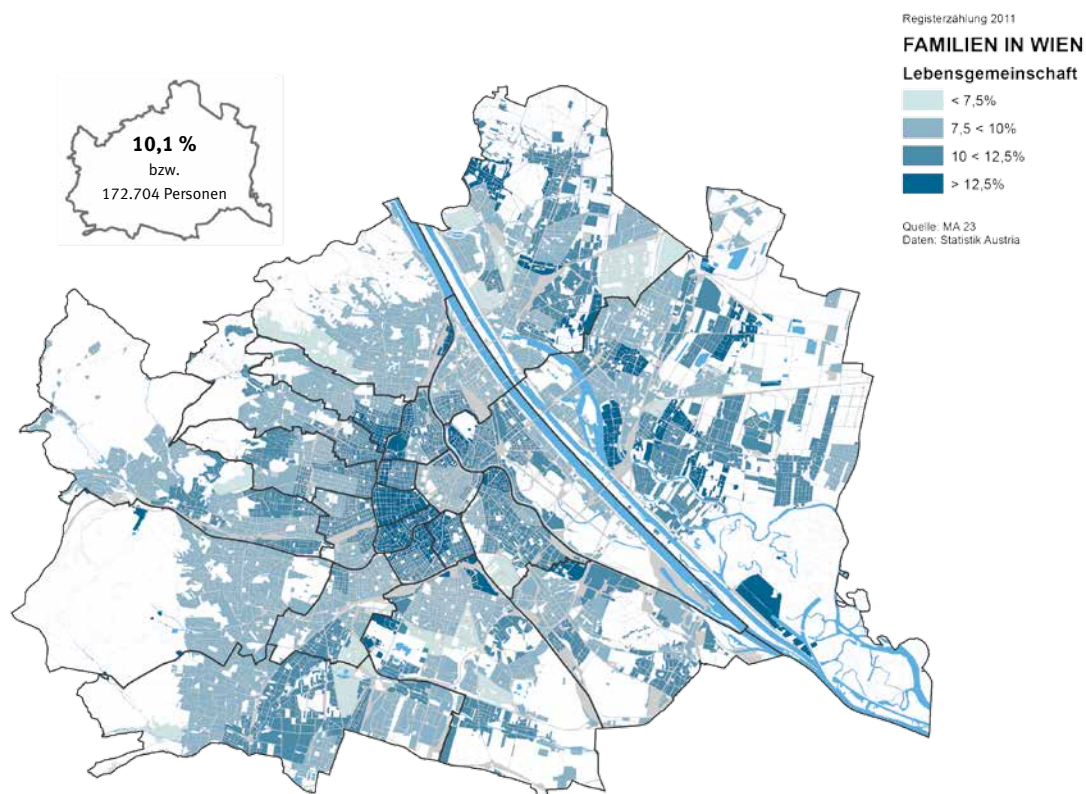 Registerzählung 2011
FAMILIEN IN WIEN
Lebensgemeinschaft
< 7,5%
7,5 < 10%
10 < 12,5%
> 12,5%
Quelle: MA 23
Daten: Statistik Austria
10,1 %
bzw.
172.704 Personen